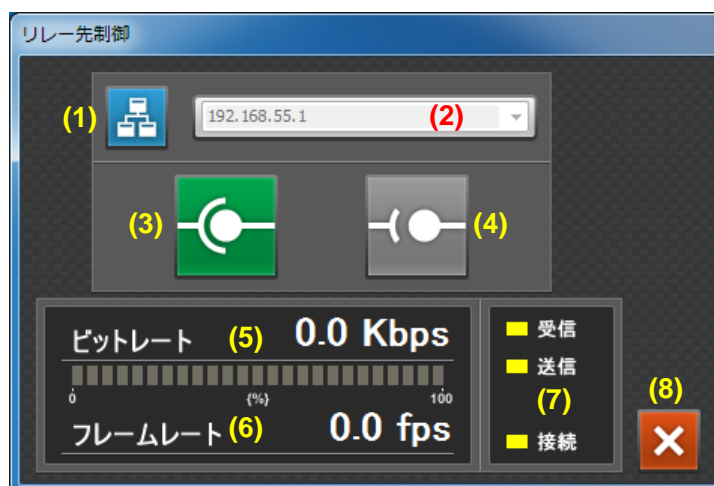 リレー先制御
(1)
192.168.55.1
(2)
(3)
(4)
ビットレート (5) 0.0 Kbps
0 {%} 100
フレームレート (6) 0.0 fps
受信
送信
(7)
接続
(8)